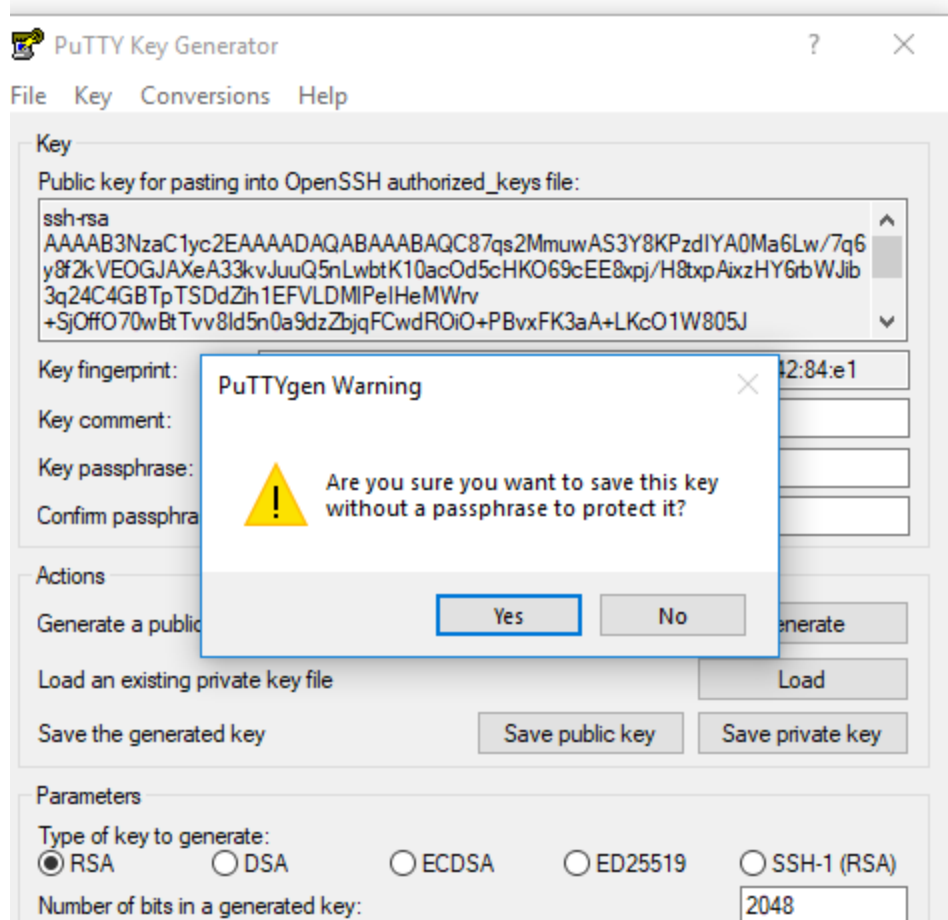 PuTTY Key Generator
?
File Key Conversions Help
Key
Public key for pasting into OpenSSH authorized_keys file:
ssh-rsa
AAAAB3NzaC1yc2EAAAADAQABAAABAQC87qs2MmuwAS3Y8KPzdIYA0Ma6Lw/7q6
y8f2kVEOGJAXeA33kvJuuQ5nLwbtK10acOd5cHKO69cEE8xpj/H8txpAixzHY6rbWJib
3q24C4GBTpTSDdZih1EFVLDMIPeIHeMWrv
+SjOffO70wBtTvv8Id5n0a9dzZbjqFCwdROiO+PBvxFK3aA+LKcO1W805J
Key fingerprint: 42:84:e1
Key comment:
Key passphrase:
Confirm passphra
PuTTYgen Warning
Are you sure you want to save this key
without a passphrase to protect it?
Yes No
Actions
Generate a public enerate
Load an existing private key file Load
Save the generated key Save public key Save private key
Parameters
Type of key to generate:
RSA DSA ECDSA ED25519 SSH-1 (RSA)
Number of bits in a generated key: 2048